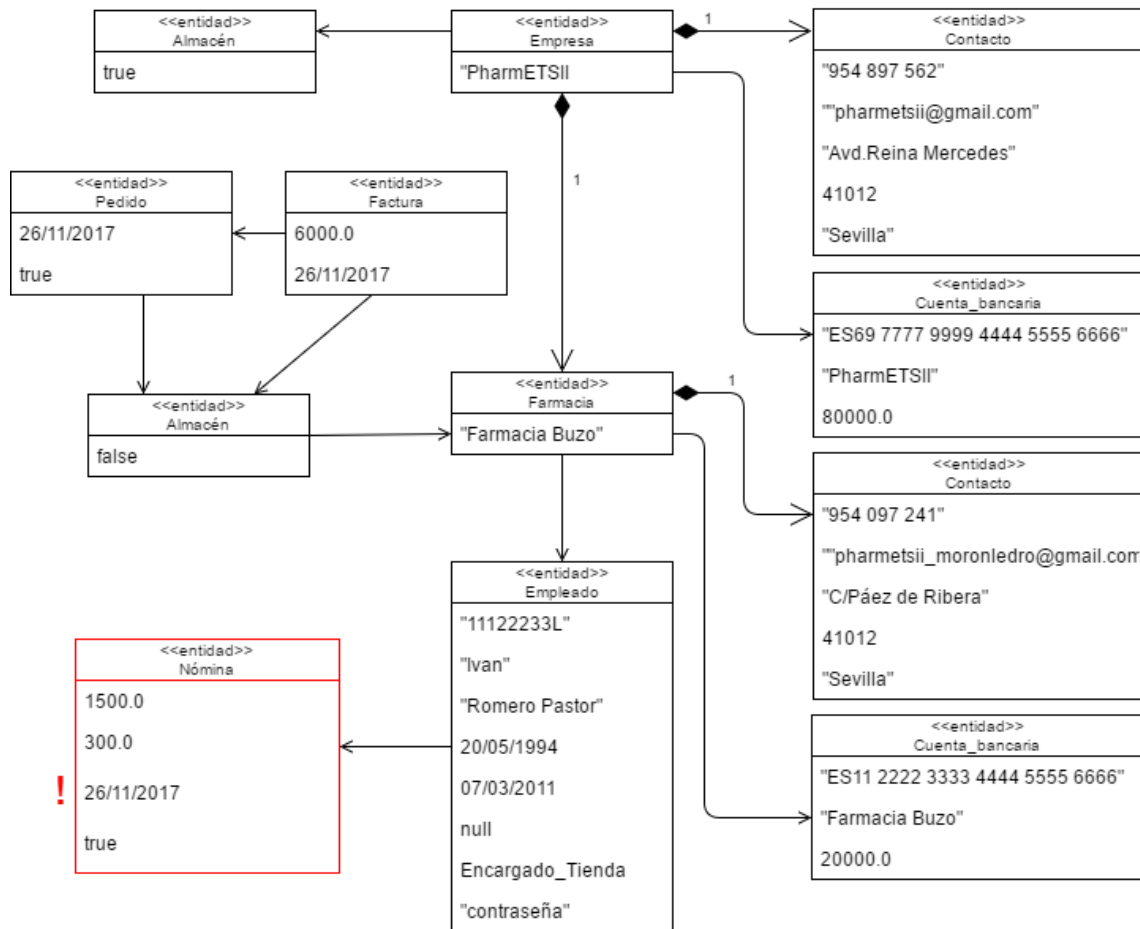 <<entidad>>
Almacén
true
<<entidad>>
Empresa
"PharmETSII
1
<<entidad>>
Contacto
"954 897 562"
""pharmetsii@gmail.com"
"Avd.Reina Mercedes"
41012
"Sevilla"
<<entidad>>
Pedido
26/11/2017
true
<<entidad>>
Factura
6000.0
26/11/2017
1
<<entidad>>
Cuenta_bancaria
"ES69 7777 9999 4444 5555 6666"
"PharmETSII"
80000.0
<<entidad>>
Almacén
false
<<entidad>>
Farmacia
"Farmacia Buzo"
1
<<entidad>>
Contacto
"954 097 241"
""pharmetsii_moronledro@gmail.com
"C/Páez de Ribera"
41012
"Sevilla"
<<entidad>>
Nómina
1500.0
300.0
! 26/11/2017
true
<<entidad>>
Empleado
"11122233L"
"Ivan"
"Romero Pastor"
20/05/1994
07/03/2011
null
Encargado_Tienda
"contraseña"
<<entidad>>
Cuenta_bancaria
"ES11 2222 3333 4444 5555 6666"
"Farmacia Buzo"
20000.0